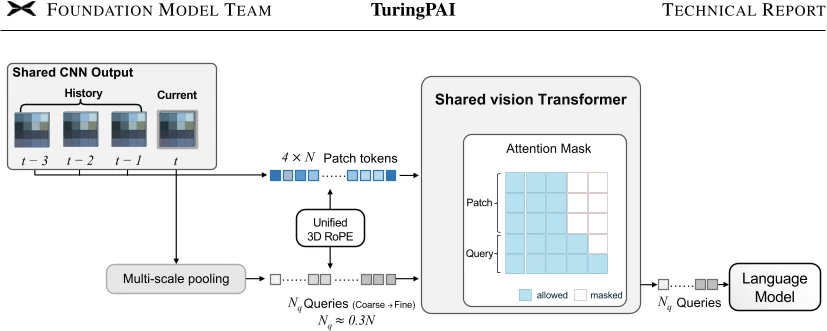 FOUNDATION MODEL TEAM
TuringPAI
TECHNICAL REPORT
Shared CNN Output
History
Current
t − 3
t − 2
t − 1
t
4 × N Patch tokens
Unified
3D RoPE
Multi-scale pooling
N_q Queries (Coarse → Fine)
N_q ≈ 0.3N
Shared vision Transformer
Attention Mask
Patch
Query
allowed
masked
N_q Queries
Language
Model